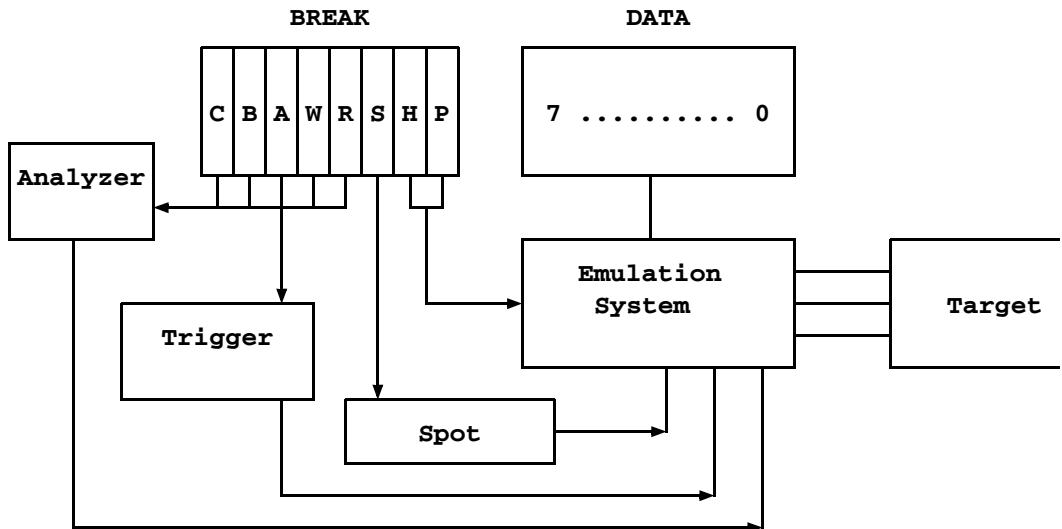 BREAK DATA
C B A W R S H P
7 .......... 0
Analyzer
Emulation
System
Target
Trigger
Spot